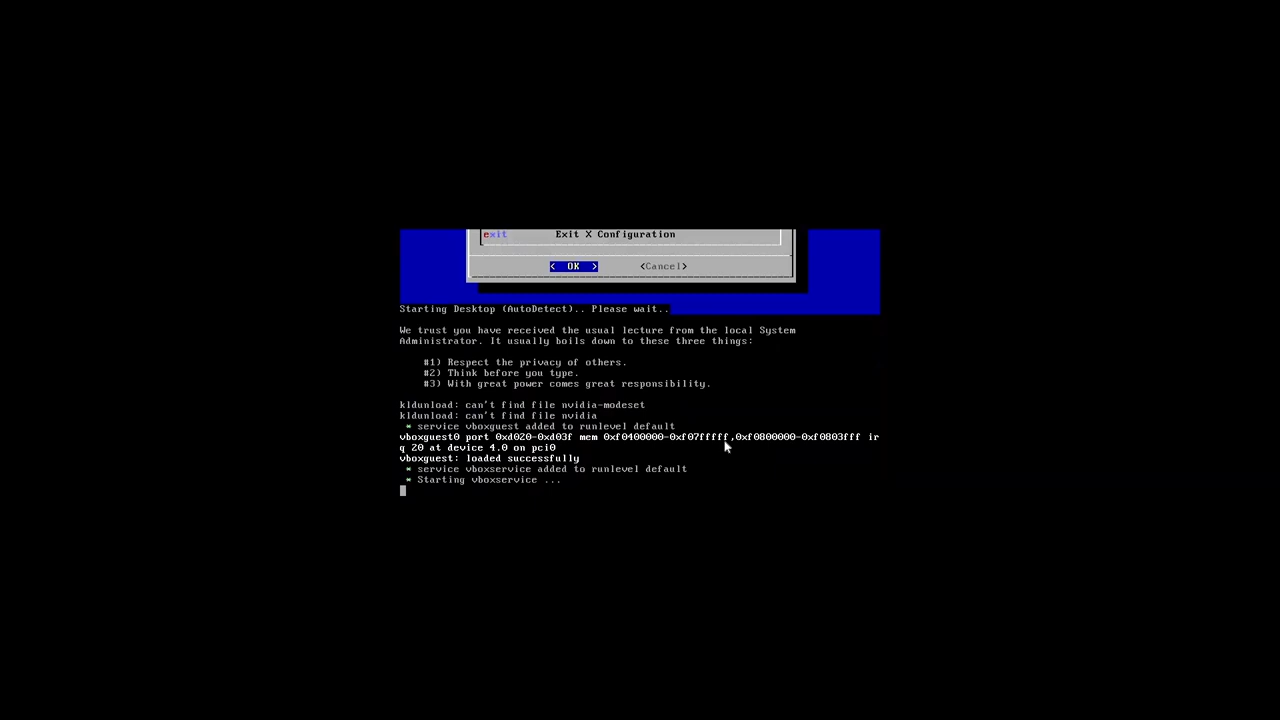 exit Exit X Configuration
< OK > <Cancel>
Starting Desktop (AutoDetect).. Please wait..
We trust you have received the usual lecture from the local System
Administrator. It usually boils down to these three things:
#1) Respect the privacy of others.
#2) Think before you type.
#3) With great power comes great responsibility.
kldunload: can't find file nvidia-modeset
kldunload: can't find file nvidia
* service vboxguest added to runlevel default
vboxguest0 port 0xd020-0xd03f mem 0xf0400000-0xf07fffff,0xf0800000-0xf0803fff ir
q 20 at device 4.0 on pci0
vboxguest: loaded successfully
* service vboxservice added to runlevel default
* Starting vboxservice ...